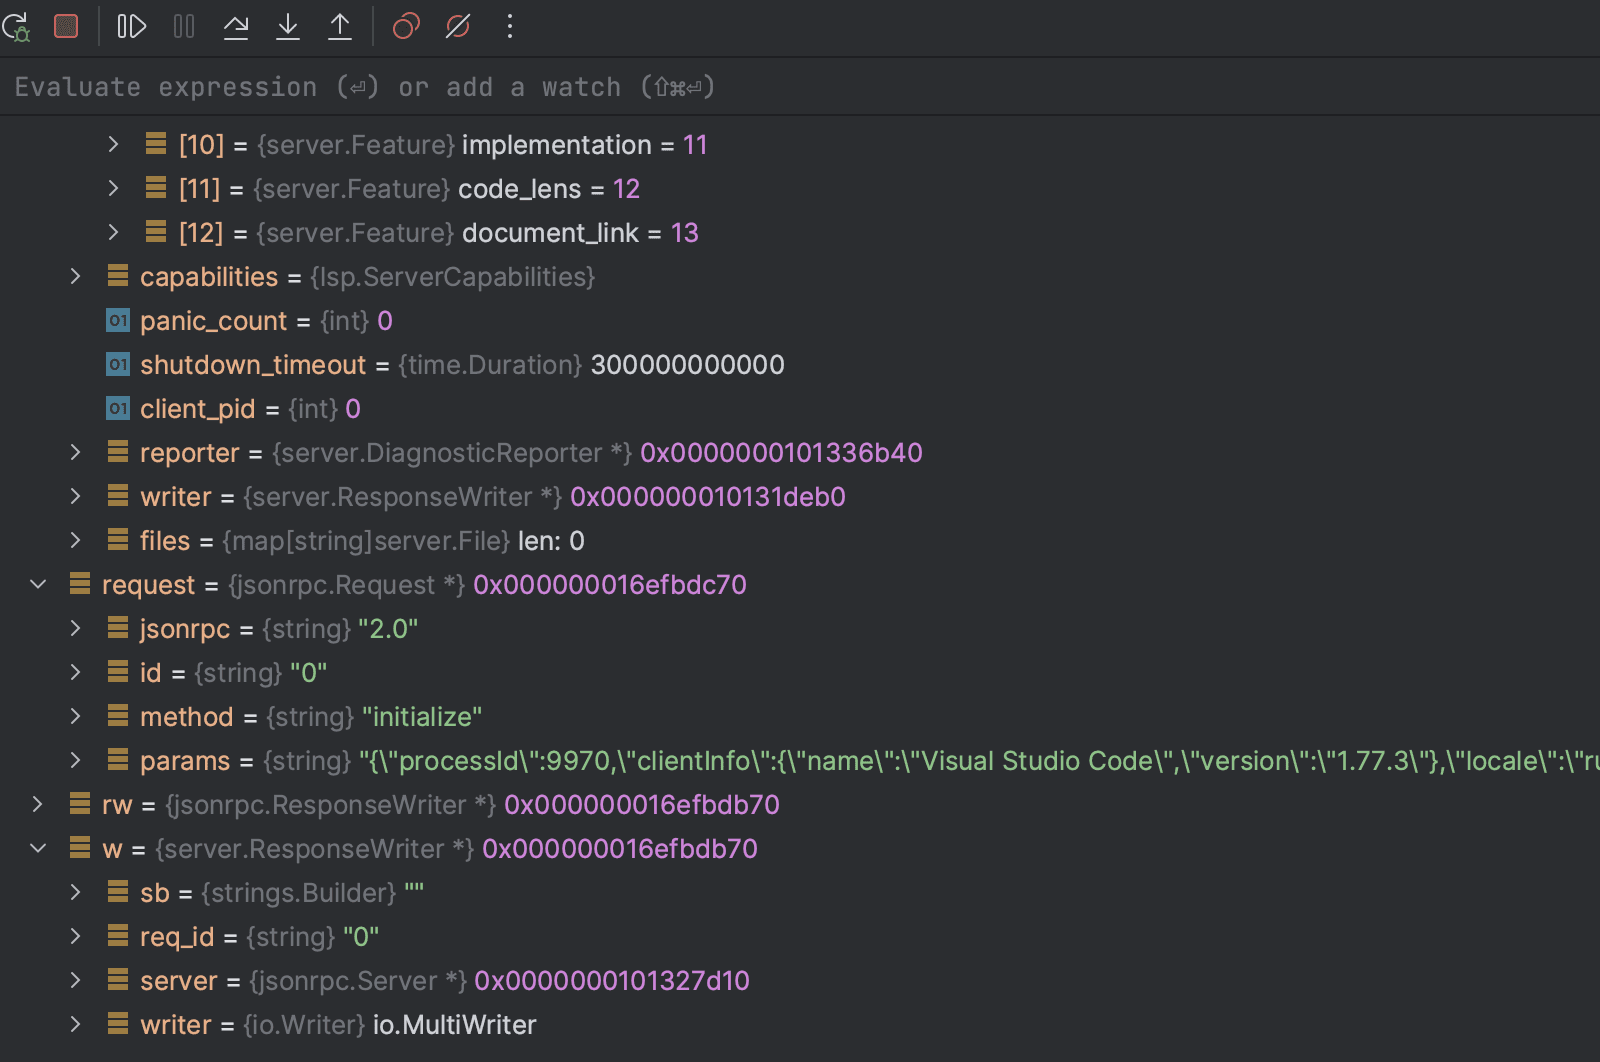 Evaluate expression (⏎) or add a watch (⇧⌘⏎)
[10] = {server.Feature} implementation = 11
[11] = {server.Feature} code_lens = 12
[12] = {server.Feature} document_link = 13
capabilities = {lsp.ServerCapabilities}
01 panic_count = {int} 0
01 shutdown_timeout = {time.Duration} 300000000000
01 client_pid = {int} 0
reporter = {server.DiagnosticReporter *} 0x0000000101336b40
writer = {server.ResponseWriter *} 0x000000010131deb0
files = {map[string]server.File} len: 0
request = {jsonrpc.Request *} 0x000000016efbdc70
jsonrpc = {string} "2.0"
id = {string} "0"
method = {string} "initialize"
params = {string} "{\"processId\":9970,\"clientInfo\":{\"name\":\"Visual Studio Code\",\"version\":\"1.77.3\"},\"locale\":\"ru
rw = {jsonrpc.ResponseWriter *} 0x000000016efbdb70
w = {server.ResponseWriter *} 0x000000016efbdb70
sb = {strings.Builder} ""
req_id = {string} "0"
server = {jsonrpc.Server *} 0x0000000101327d10
writer = {io.Writer} io.MultiWriter